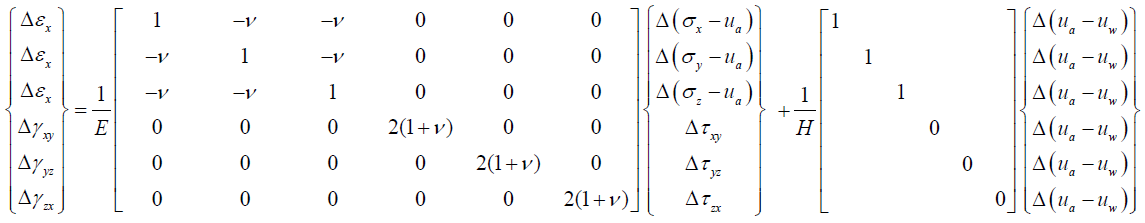 Δε_x 1 −ν −ν 0 0 0 Δ(σ_x − u_a) 1 Δ(u_a − u_w)
Δε_x −ν 1 −ν 0 0 0 Δ(σ_y − u_a) 1 Δ(u_a − u_w)
Δε_x = 1/E −ν −ν 1 0 0 0 Δ(σ_z − u_a) + 1/H 1 Δ(u_a − u_w)
Δγ_xy 0 0 0 2(1+ν) 0 0 Δτ_xy 0 Δ(u_a − u_w)
Δγ_yz 0 0 0 0 2(1+ν) 0 Δτ_yz 0 Δ(u_a − u_w)
Δγ_zx 0 0 0 0 0 2(1+ν) Δτ_zx 0 Δ(u_a − u_w)